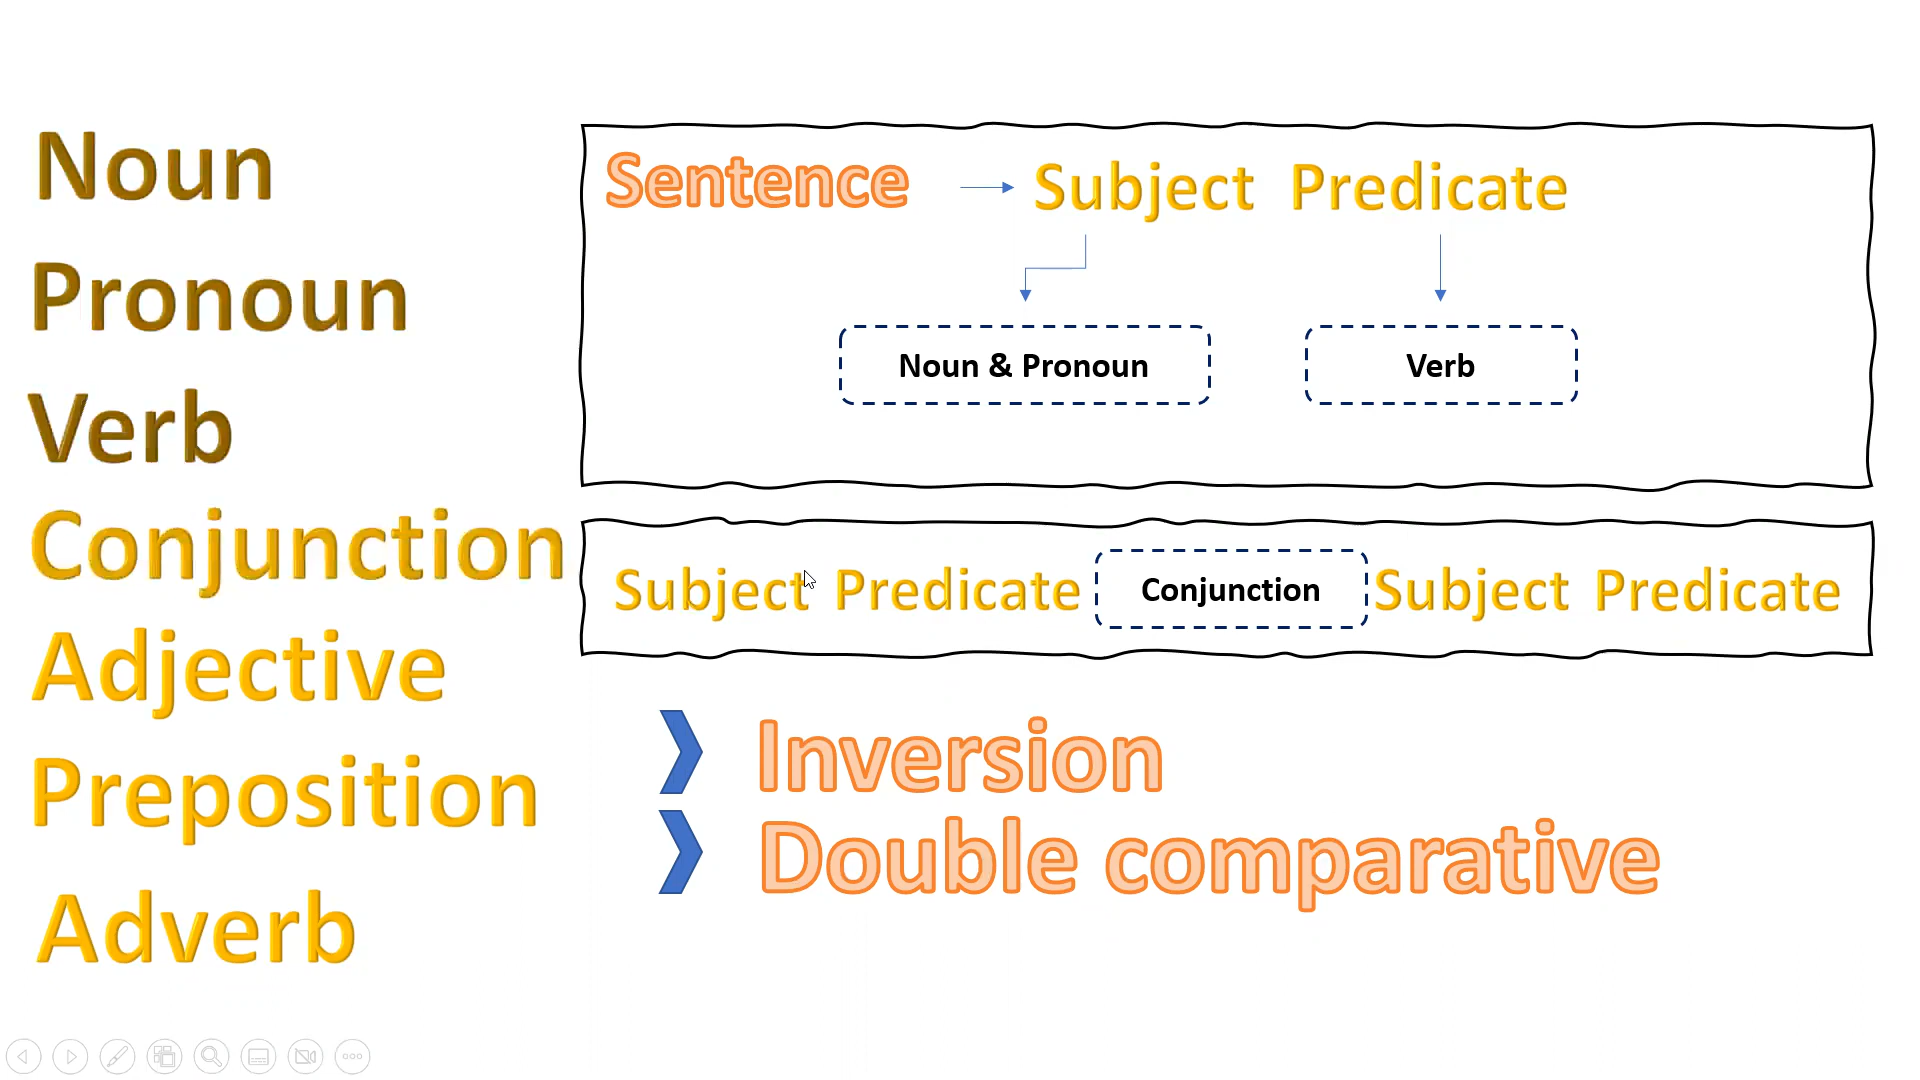 Noun
Pronoun
Verb
Conjunction
Adjective
Preposition
Adverb
Sentence Subject Predicate
Noun & Pronoun Verb
Subject Predicate Conjunction Subject Predicate
Inversion
Double comparative